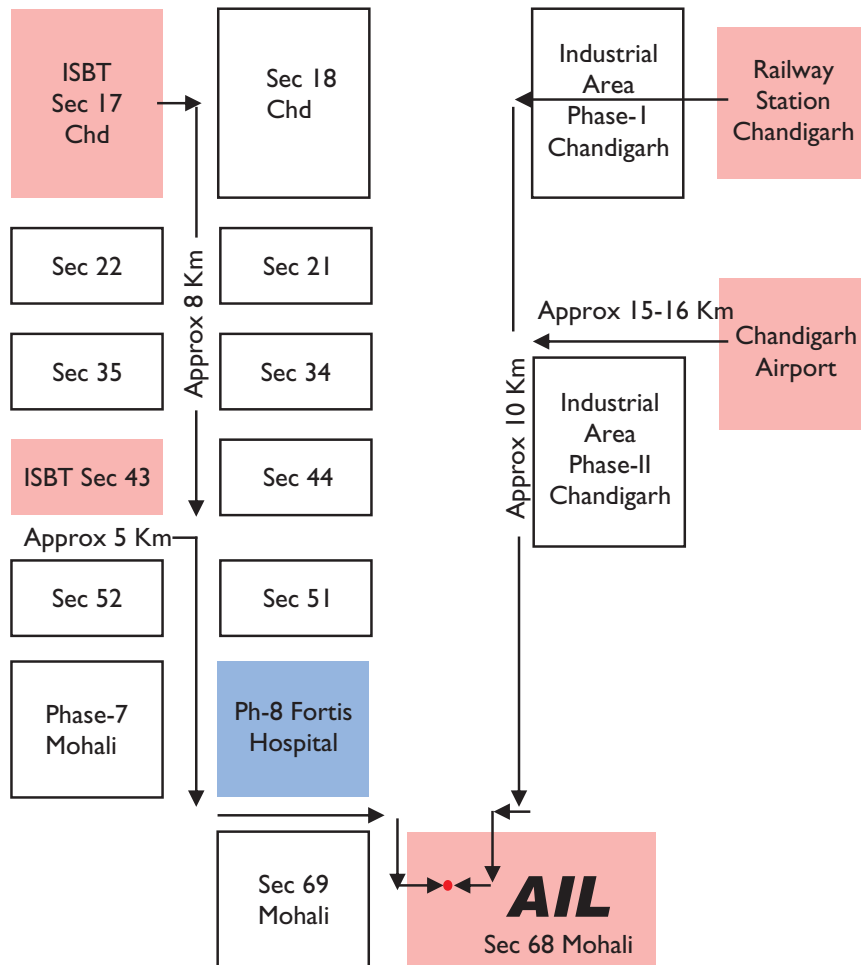 ISBT
Sec 17
Chd
Sec 18
Chd
Industrial
Area
Phase-I
Chandigarh
Railway
Station
Chandigarh
Sec 22
Approx 8 Km
Sec 21
Approx 15-16 Km
Chandigarh
Airport
Sec 35
Sec 34
Approx 10 Km
Industrial
Area
Phase-II
Chandigarh
ISBT Sec 43
Sec 44
Approx 5 Km
Sec 52
Sec 51
Phase-7
Mohali
Ph-8 Fortis
Hospital
Sec 69
Mohali
AIL
Sec 68 Mohali